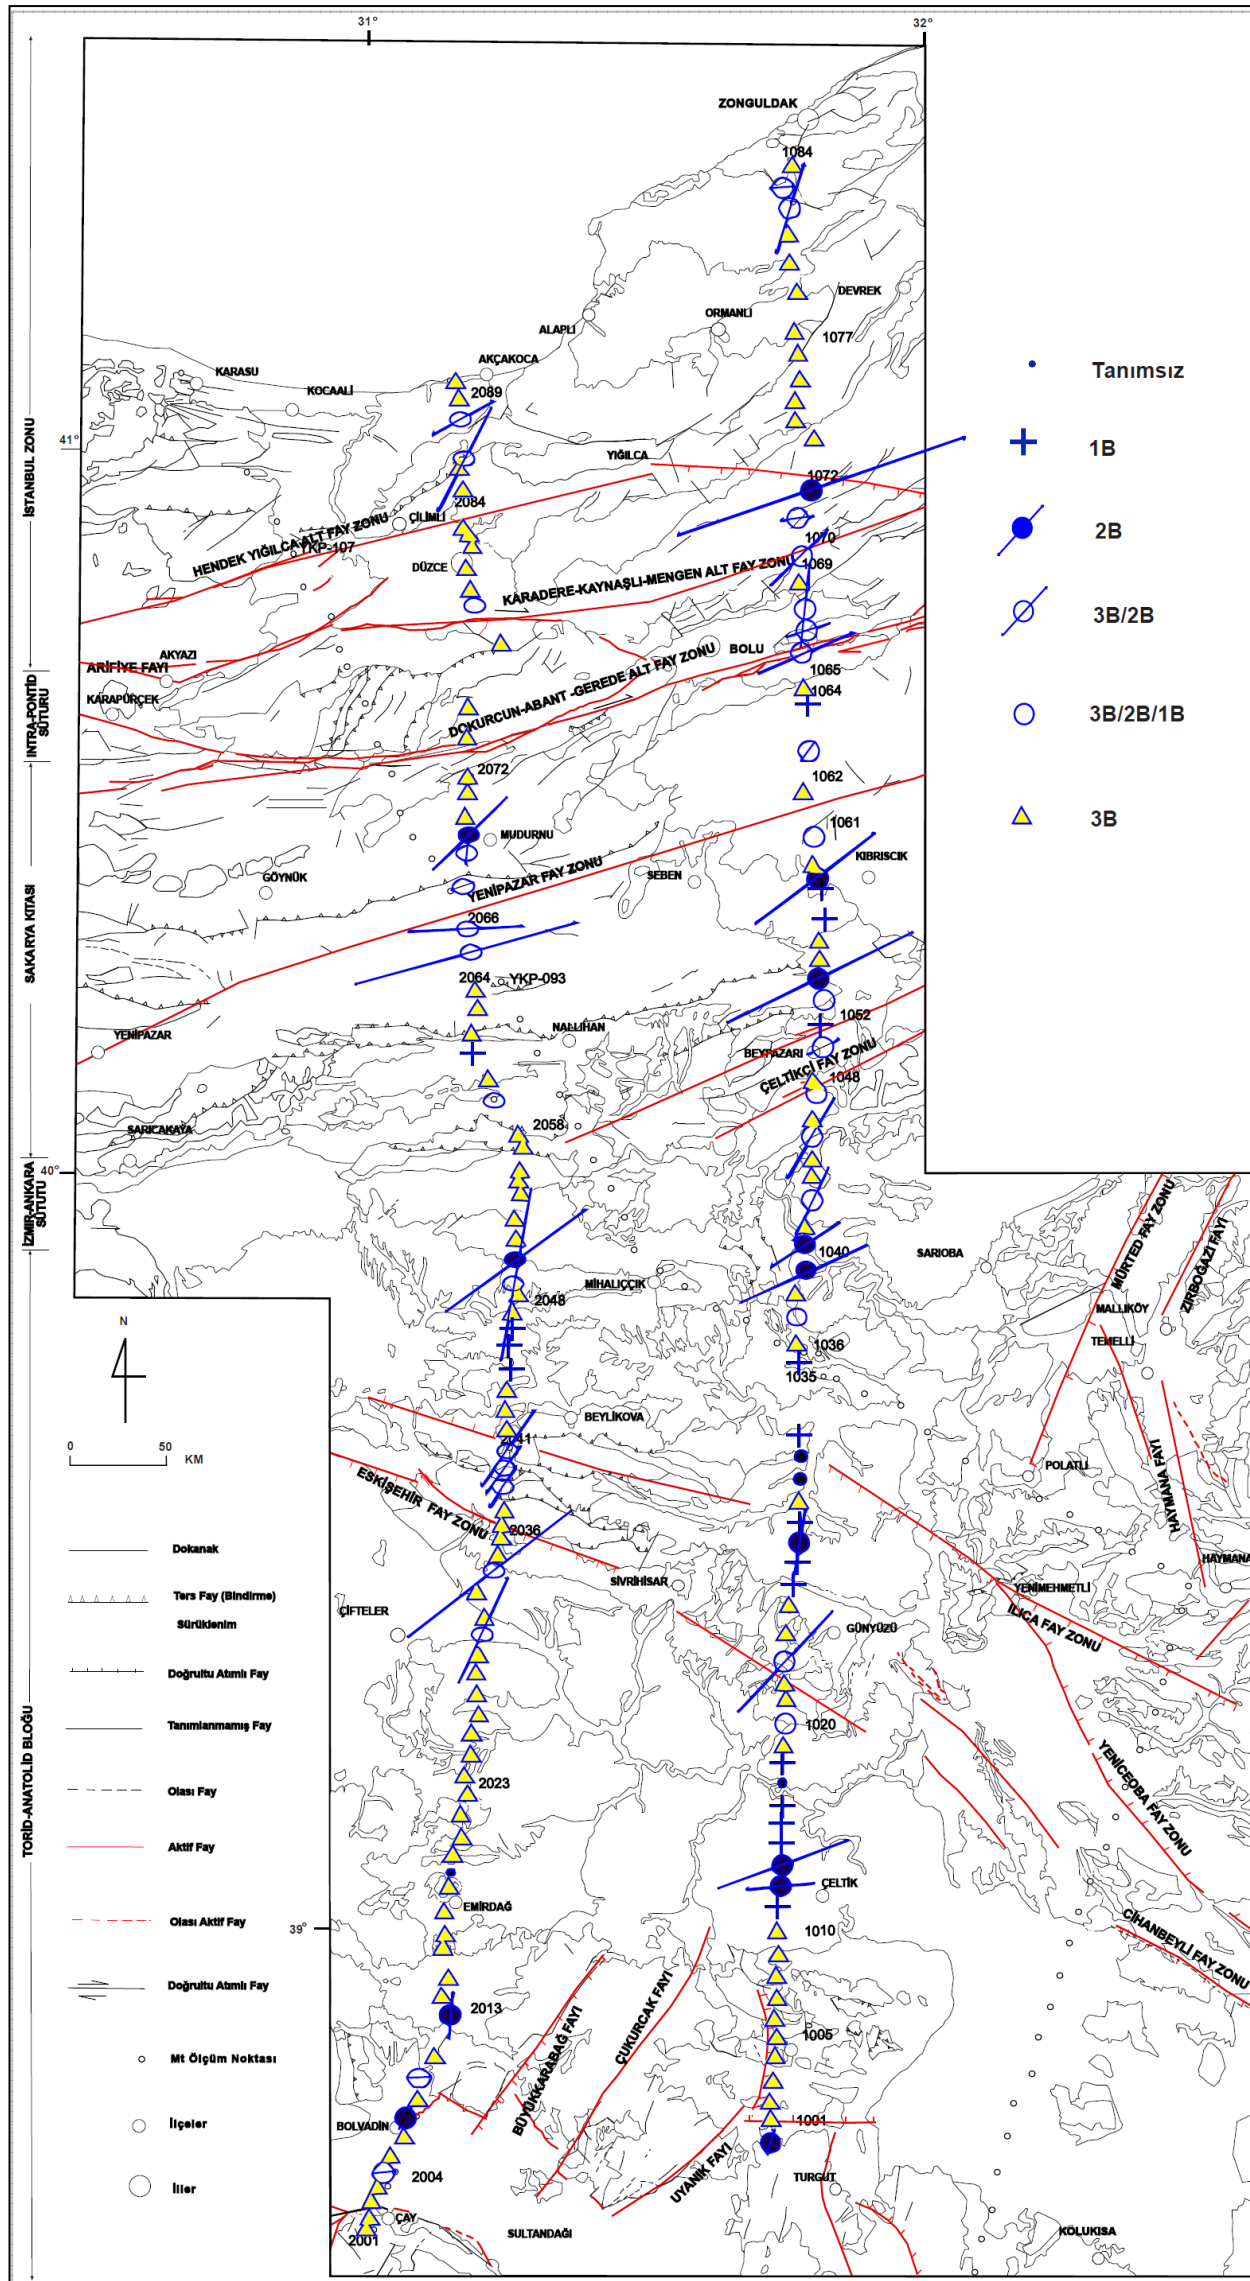 31°
32°
ZONGULDAK
1084
DEVREK
ORMANLI
ALAPLI
1077
AKÇAKOCA
KARASU
2089
KOCAALİ
Tanımsız
41°
1B
YIĞILCA
1072
2084
ÇİLİMLİ
2B
HENDEK YIĞILCA ALT FAY ZONU
YKP-107
1070
1069
DÜZCE
KARADERE-KAYNAŞLI-MENGEN ALT FAY ZONU
3B/2B
İSTANBUL ZONU
AKYAZI
BOLU
ARİFİYE FAYI
1065
1064
KARAPÜRÇEK
DOKURCUN-ABANT -GEREDE ALT FAY ZONU
3B/2B/1B
INTRA-PONTİD
SÜTURU
2072
1062
3B
1061
MUDURNU
KIBRISCIK
SEBEN
GÖYNÜK
YENİPAZAR FAY ZONU
2066
SAKARYA KITASI
2064
YKP-093
1052
NALLIHAN
YENİPAZAR
BEYPAZARI
ÇELTİKÇİ FAY ZONU
1048
2058
SARICAKAYA
40°
İZMİR-ANKARA
SÜTUTU
MÜRTED FAY ZONU
ZIRBOĞAZI FAYI
1040
SARIOBA
MİHALIÇÇIK
2048
MALLIKÖY
TEMELLİ
N
1036
1035
BEYLİKOVA
2041
0
50
KM
POLATLI
HAYMANA FAYI
ESKİŞEHİR FAY ZONU
2036
Dokanak
HAYMANA
SİVRİHİSAR
YENİMEHMETLİ
Ters Fay (Bindirme)
ÇİFTELER
ILICA FAY ZONU
Sürüklenim
GÜNYÜZÜ
Doğrultu Atımlı Fay
1020
Tanımlanmamış Fay
2023
YENİCEOBA FAY ZONU
Olası Fay
TORİD-ANATOLİD BLOĞU
Aktif Fay
ÇELTİK
EMİRDAĞ
Olası Aktif Fay
39°
1010
CİHANBEYLİ FAY ZONU
Doğrultu Atımlı Fay
2013
1005
BÜYÜKKARABAĞ FAYI
ÇUKURCAK FAYI
Mt Ölçüm Noktası
İlçeler
BOLVADİN
1001
UYANIK FAYI
2004
TURGUT
İller
ÇAY
SULTANDAĞI
KÖLUKISA
2001